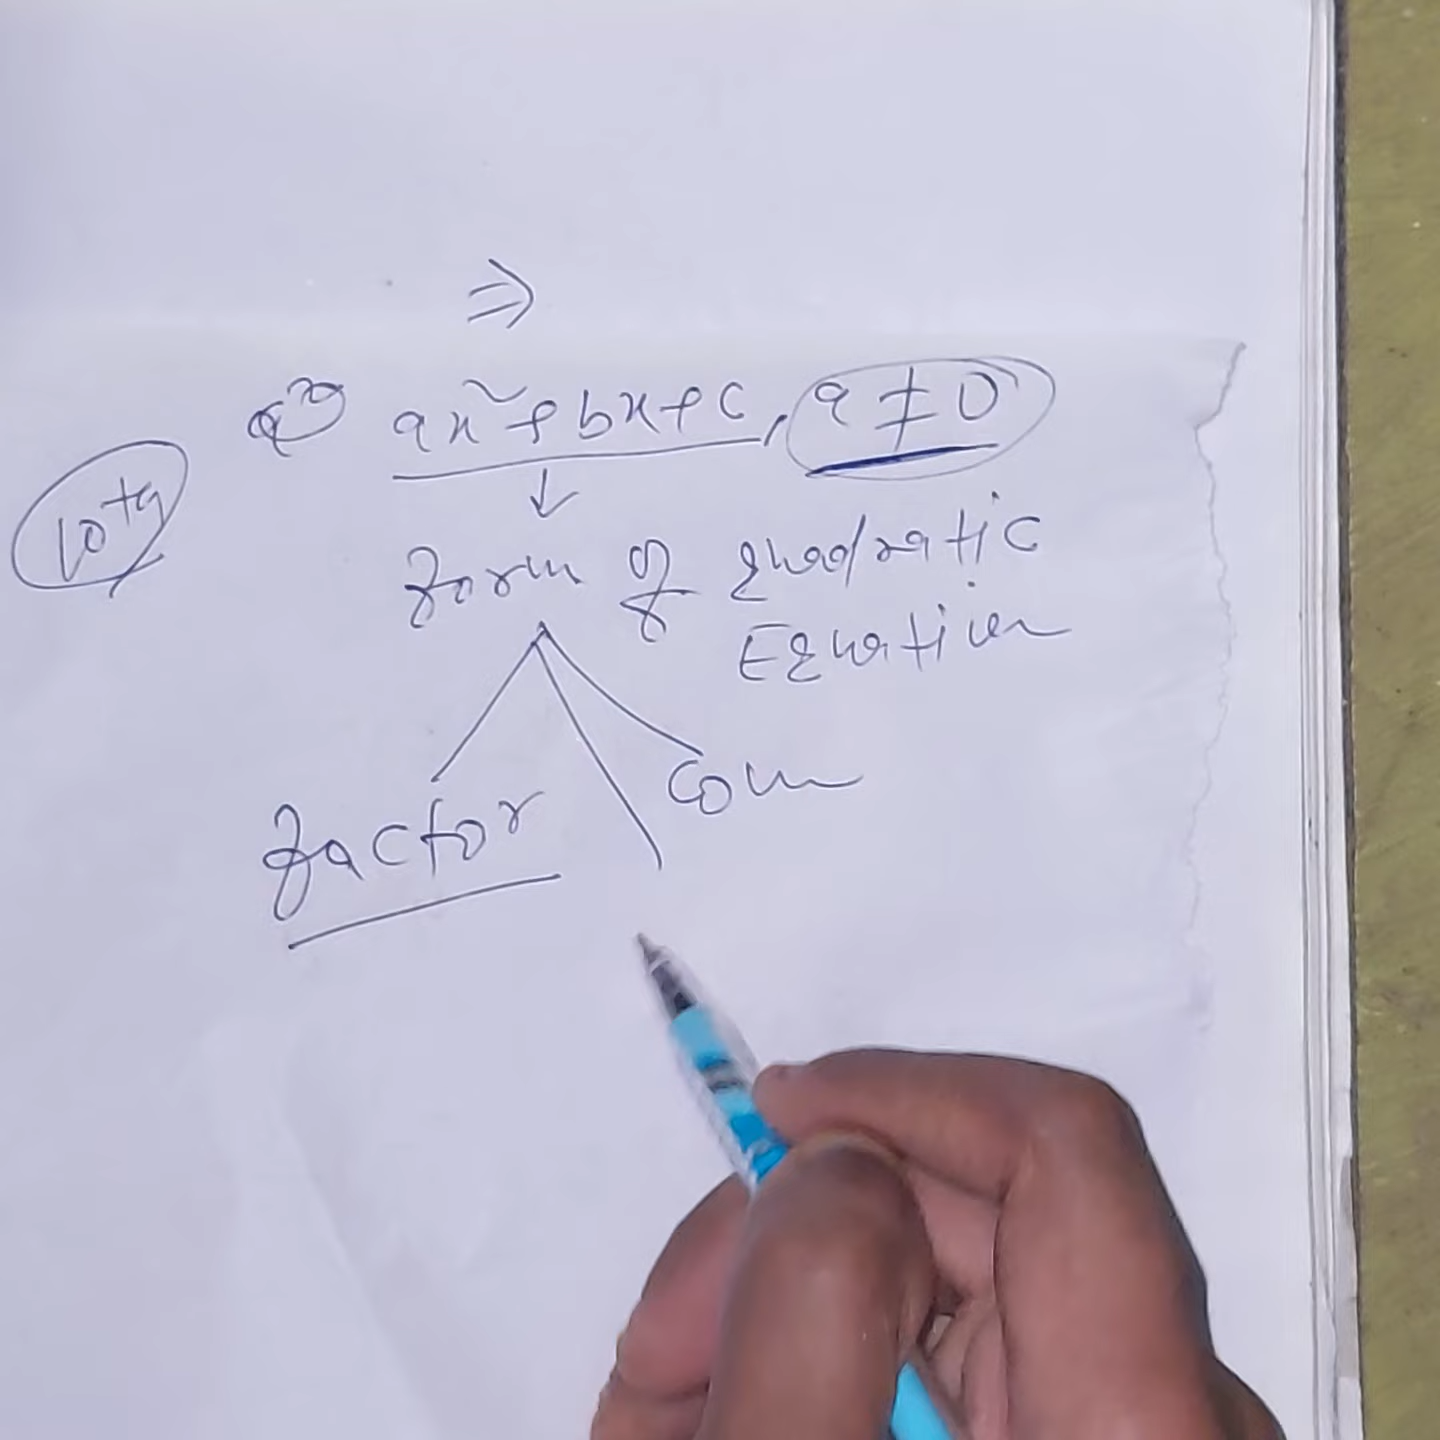 ⇒
ax²+bx+c, a≠0
10th
↓
form of quadratic
Equation
com
factor